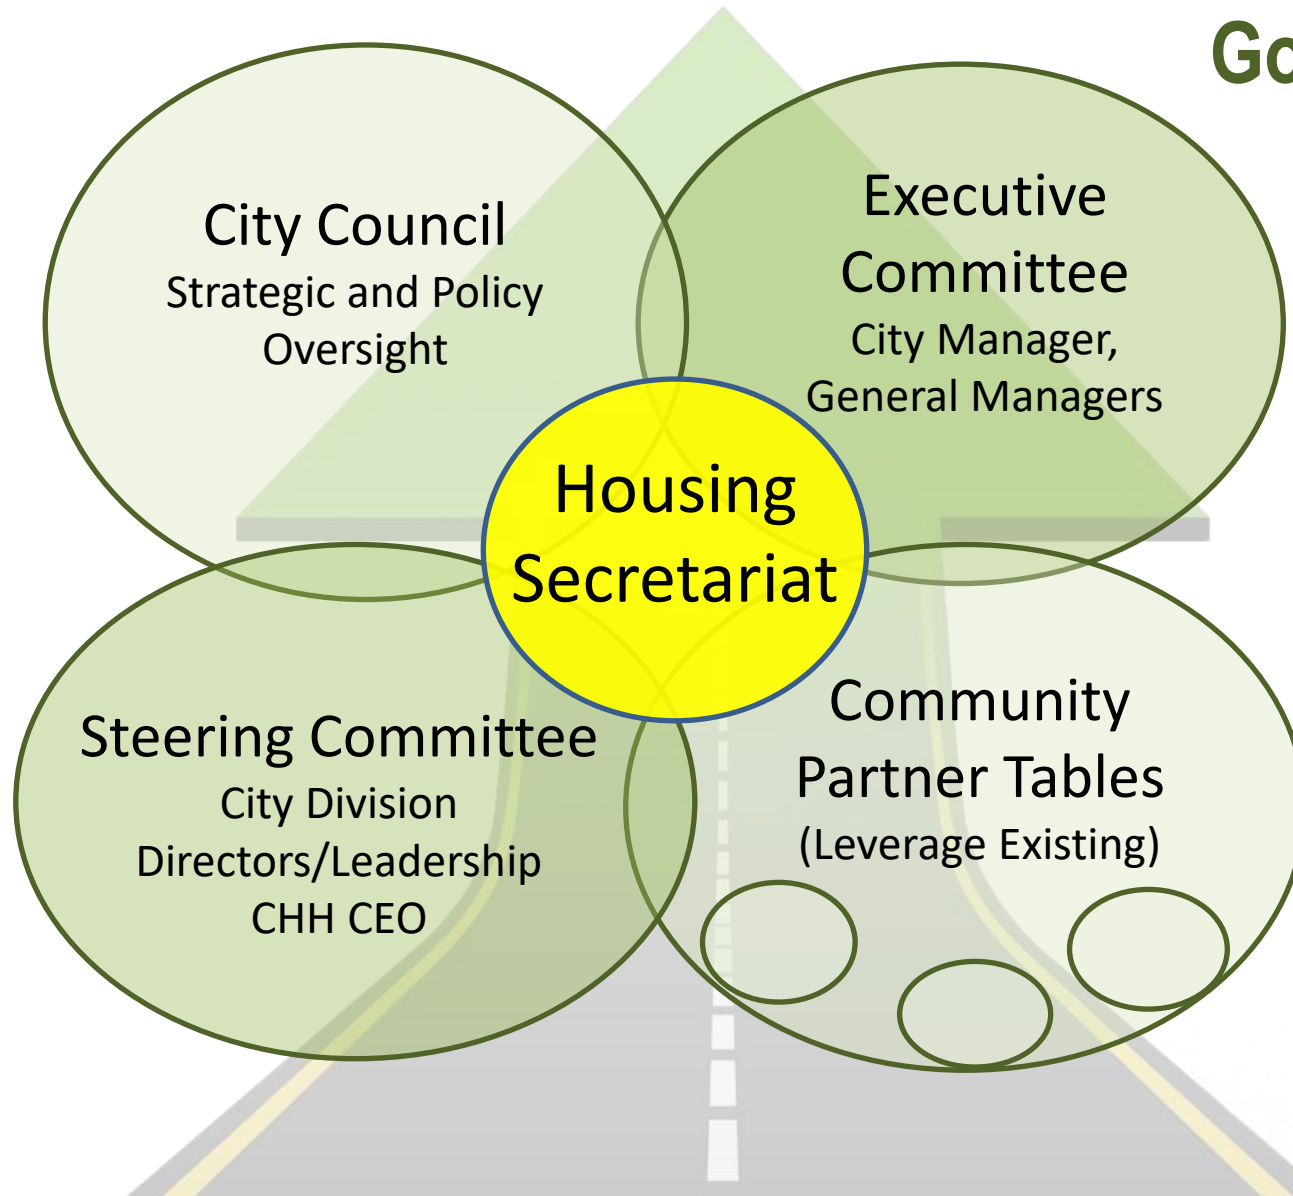 City Council
Strategic and Policy
Oversight
Executive
Committee
City Manager,
General Managers
Housing
Secretariat
Steering Committee
City Division
Directors/Leadership
CHH CEO
Community
Partner Tables
(Leverage Existing)